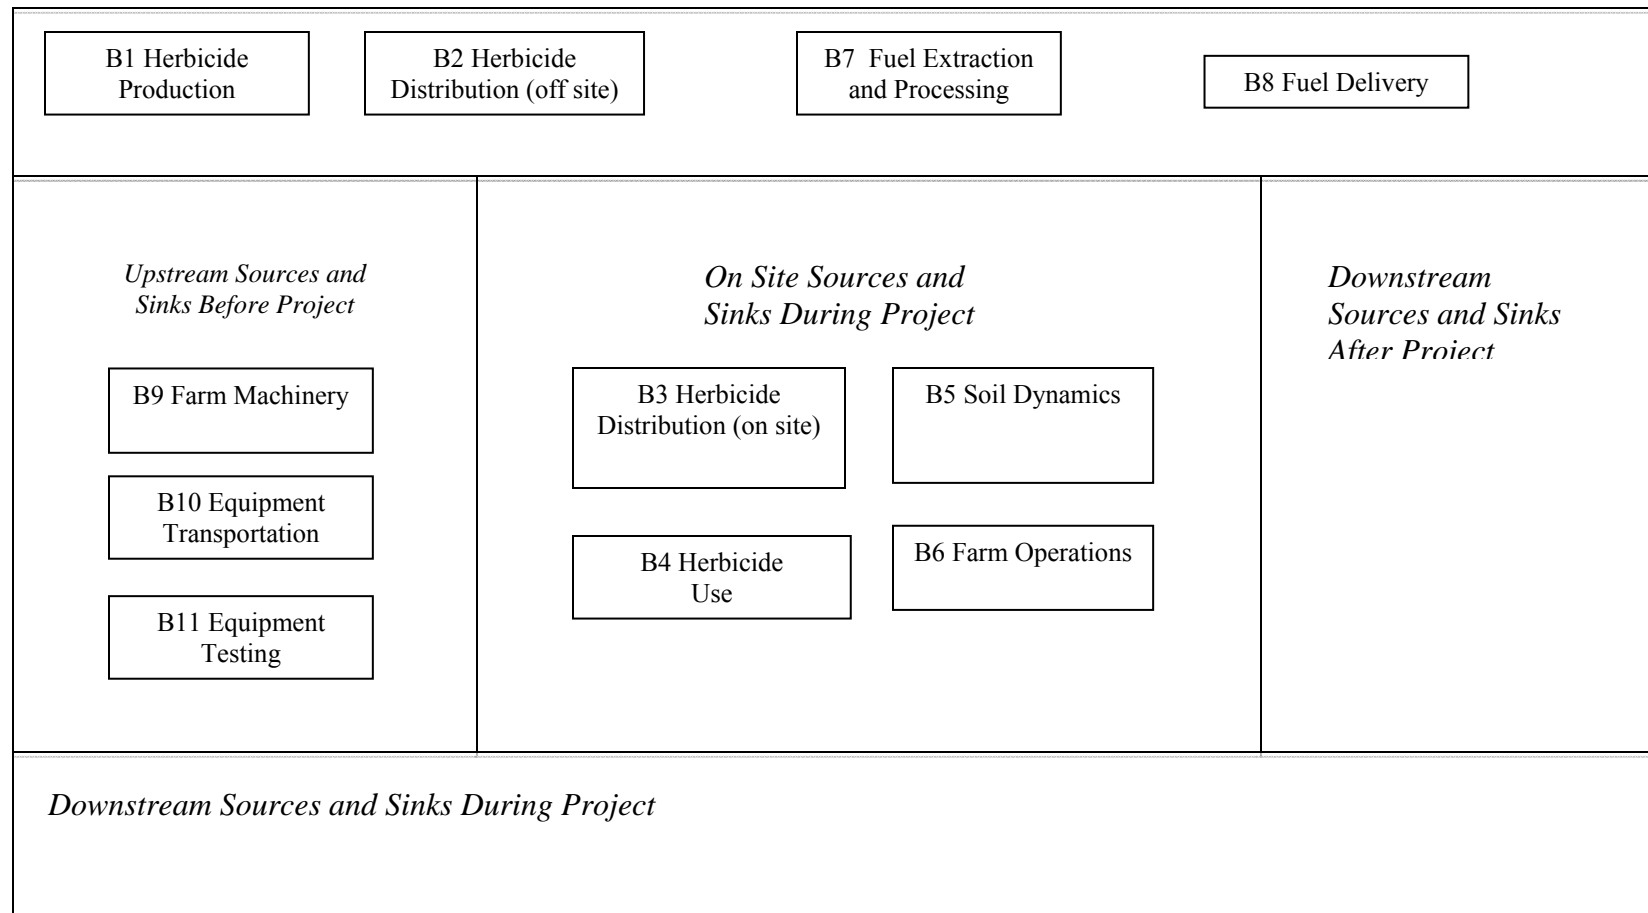 B1 Herbicide
Production
B2 Herbicide
Distribution (off site)
B7 Fuel Extraction
and Processing
B8 Fuel Delivery
Upstream Sources and
Sinks Before Project
B9 Farm Machinery
B10 Equipment
Transportation
B11 Equipment
Testing
On Site Sources and
Sinks During Project
B3 Herbicide
Distribution (on site)
B5 Soil Dynamics
B4 Herbicide
Use
B6 Farm Operations
Downstream
Sources and Sinks
After Project
Downstream Sources and Sinks During Project